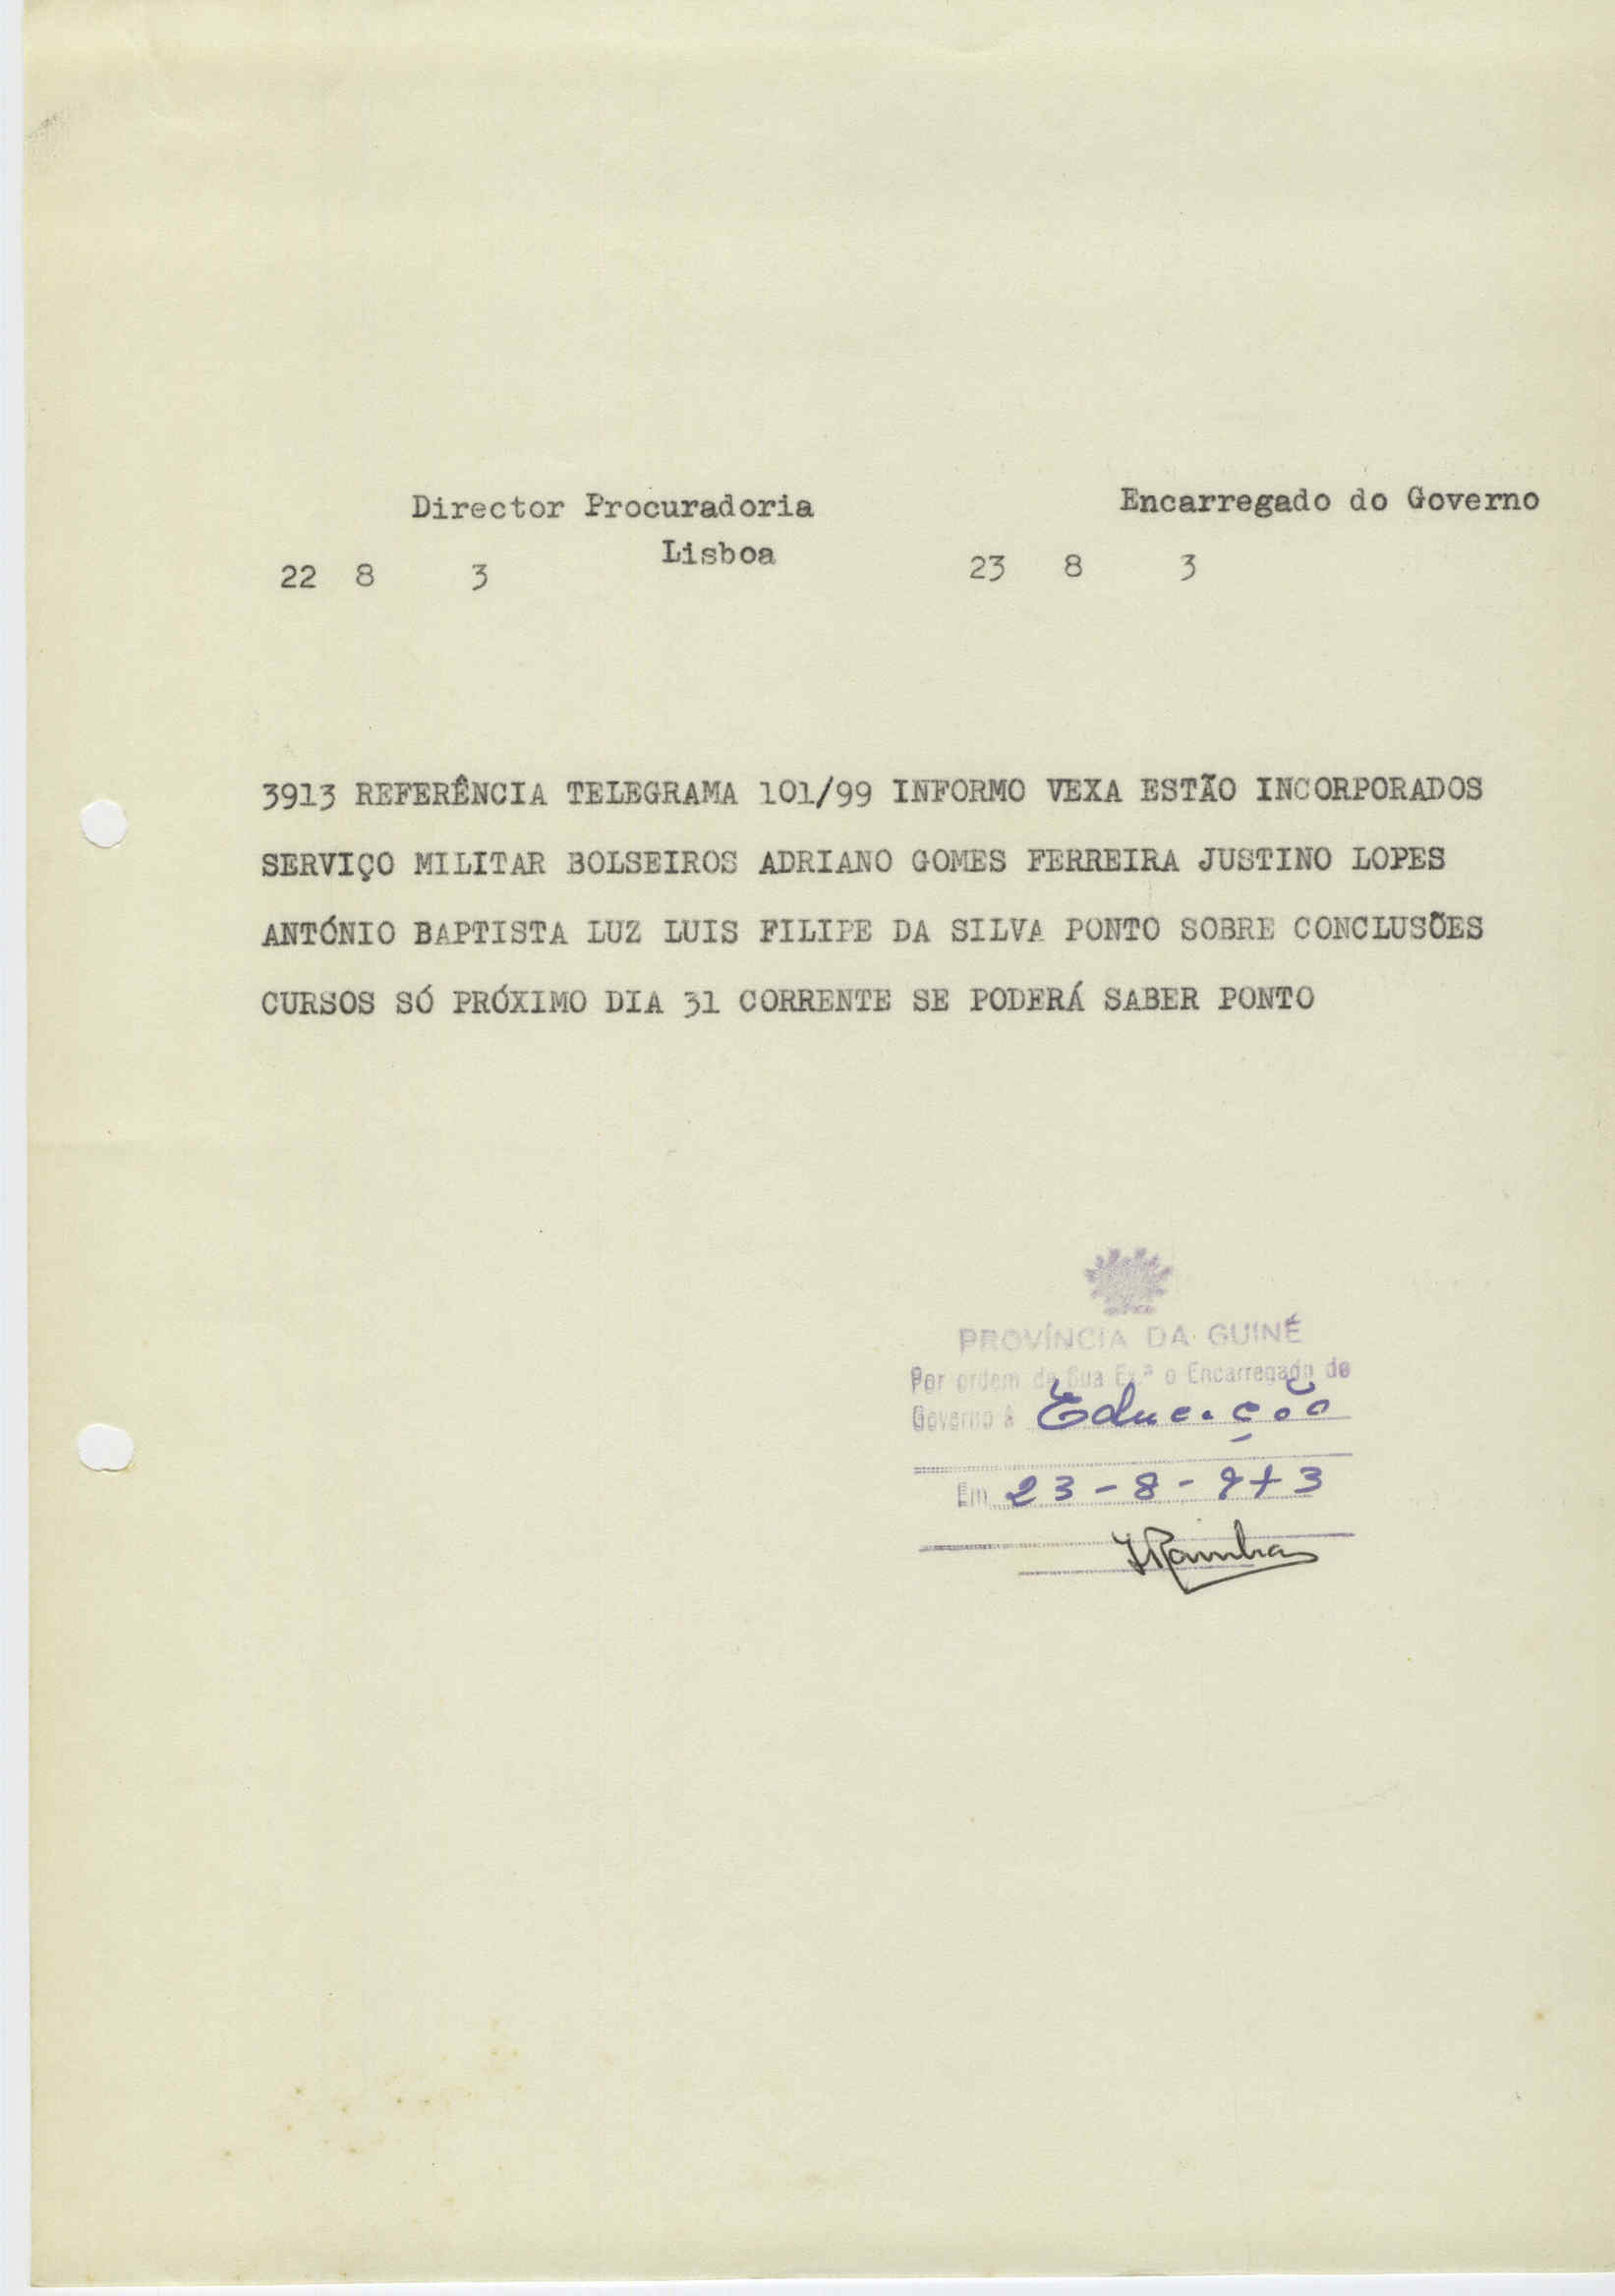 Director Procuradoria
Lisboa
22 8 3
Encarregado do Governo
23 8 3
3913 REFERÊNCIA TELEGRAMA 101/99 INFORMO VEXA ESTÃO INCORPORADOS
SERVIÇO MILITAR BOLSEIROS ADRIANO GOMES FERREIRA JUSTINO LOPES
ANTÓNIO BAPTISTA LUZ LUIS FILIPE DA SILVA PONTO SOBRE CONCLUSÕES
CURSOS SÓ PRÓXIMO DIA 31 CORRENTE SE PODERÁ SABER PONTO
PROVÍNCIA DA GUINÉ
Por ordem de Sua Ex.ª o Encarregado do
Governo à Educação
Em 23-8-973